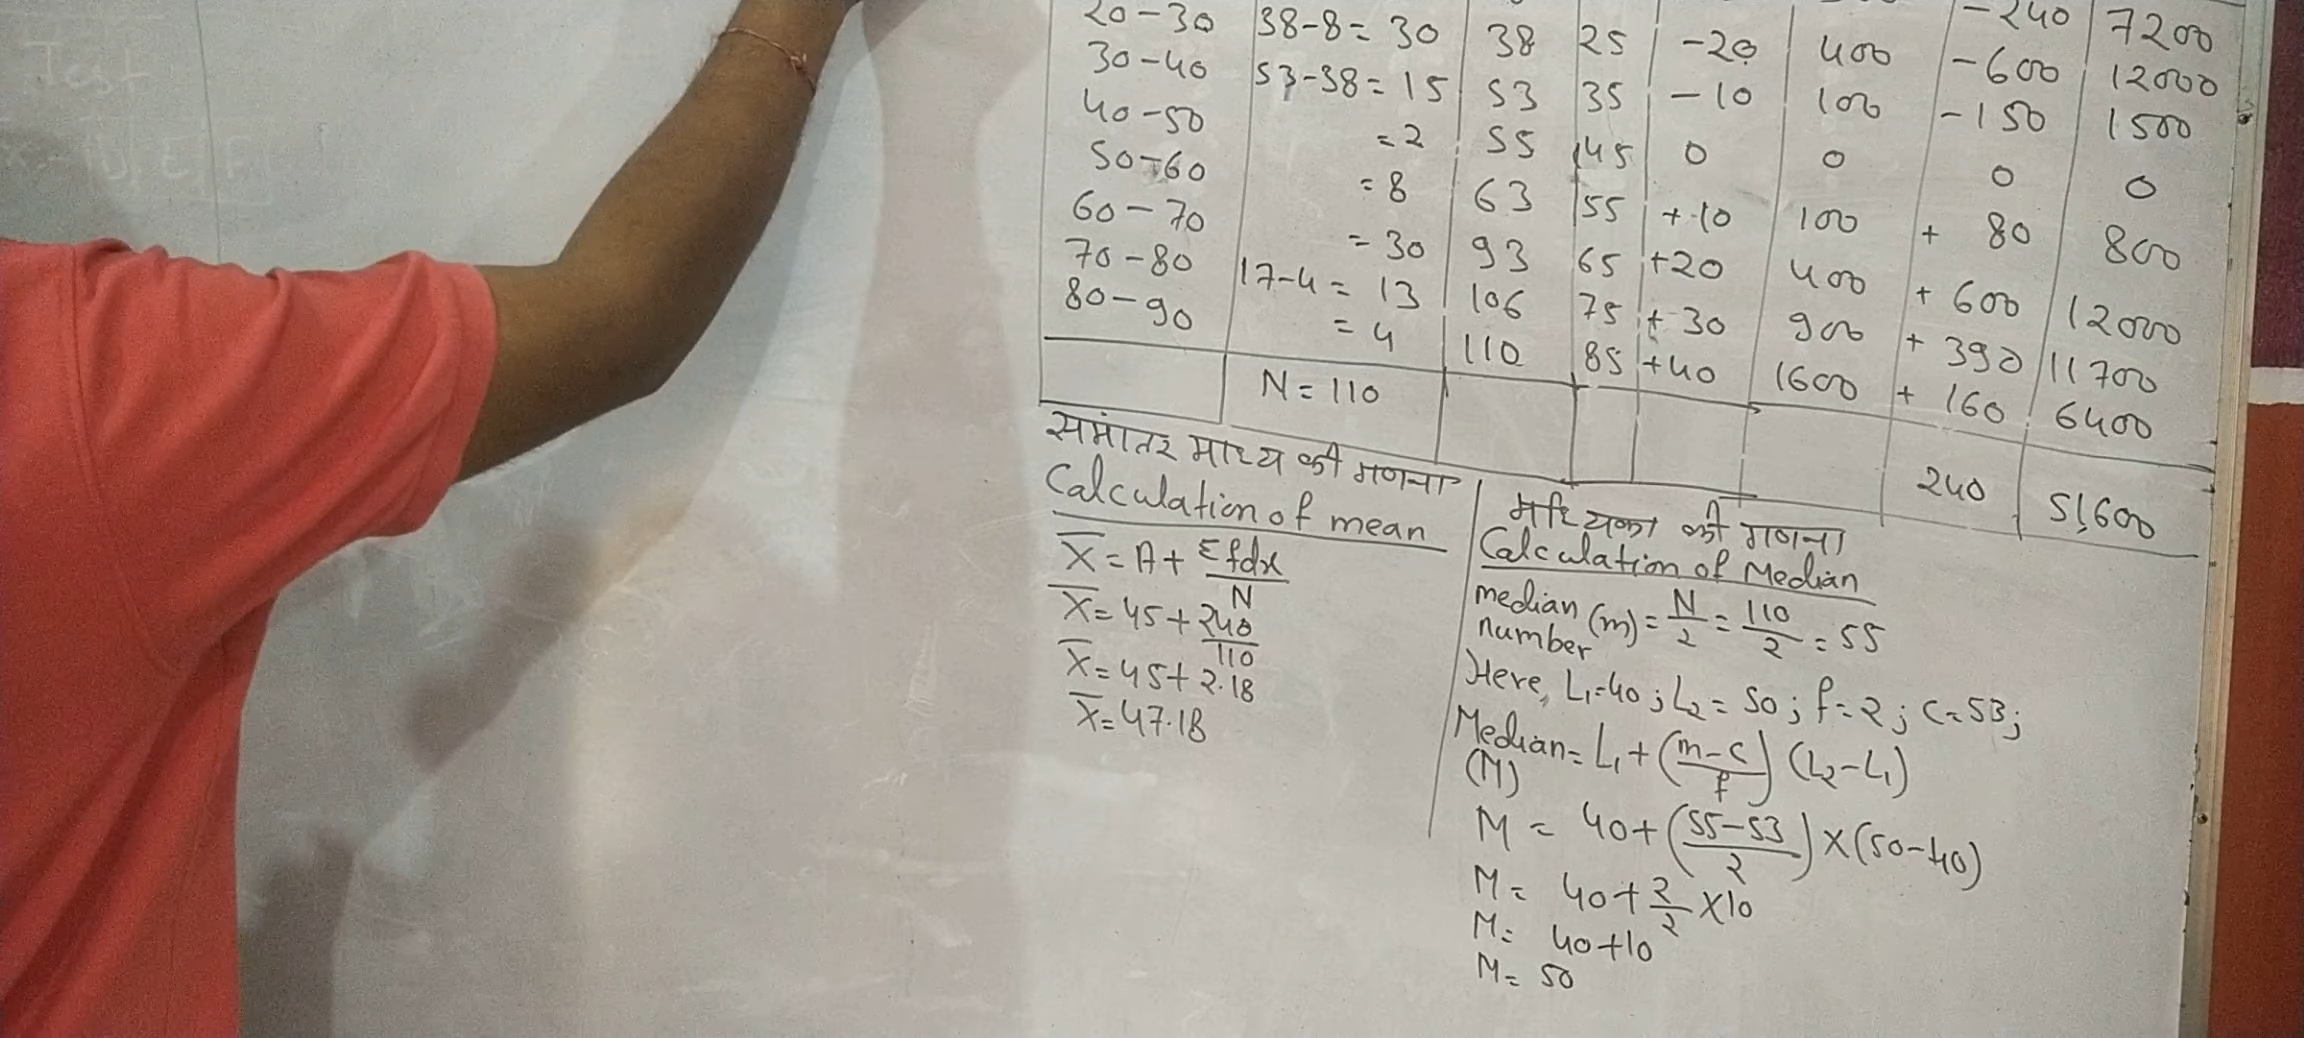 Test
20-30 38-8= 30 38 25 -20 400 -240 7200
30-40 53-38= 15 53 35 -10 100 -600 12000
40-50 =2 55 45 0 0 -150 1500
50-60 =8 63 55 +10 100 0 0
60-70 =30 93 65 +20 400 + 80 800
70-80 17-4= 13 106 75 +30 900 + 600 12000
80-90 =4 110 85 +40 1600 + 390 11700
+ 160 6400
N=110 240 51,600
समांतर माध्य की गणना
Calculation of mean
X̅ = A + Σfdx/N
X̅ = 45 + 240/110
X̅ = 45 + 2.18
X̅ = 47.18
मध्यिका की गणना
Calculation of Median
median number (m) = N/2 = 110/2 = 55
Here, L₁=40 ; L₂=50 ; f=2 ; C=53 ;
Median (M) = L₁ + (m-c/f) (L₂-L₁)
M = 40 + (55-53/2) X (50-40)
M = 40 + 2/2 X10
M = 40+10
M = 50